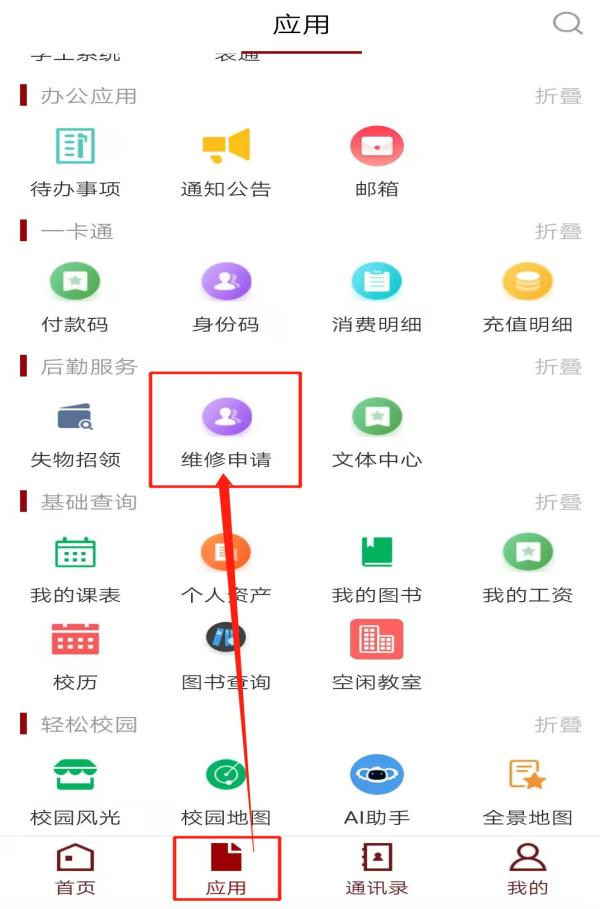 应用
学工系统 表通
办公应用 折叠
待办事项 通知公告 邮箱
一卡通 折叠
付款码 身份码 消费明细 充值明细
后勤服务 折叠
失物招领 维修申请 文体中心
基础查询 折叠
我的课表 个人资产 我的图书 我的工资
校历 图书查询 空闲教室
轻松校园 折叠
校园风光 校园地图 AI助手 全景地图
首页 应用 通讯录 我的